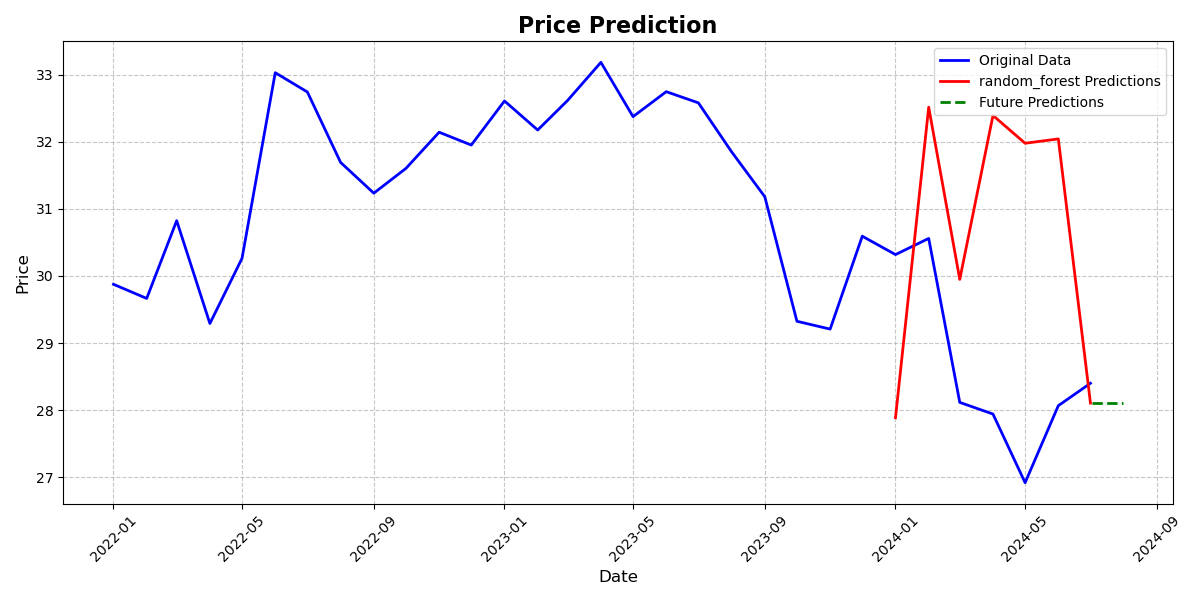 Price Prediction
Original Data
random_forest Predictions
Future Predictions
Price
33
32
31
30
29
28
27
2022-01
2022-05
2022-09
2023-01
2023-05
2023-09
2024-01
2024-05
2024-09
Date